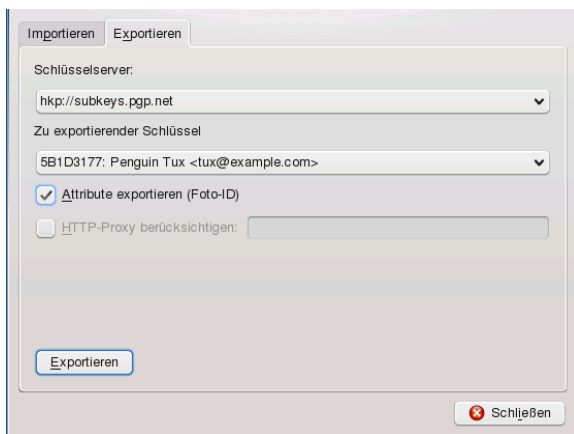 Importieren Exportieren
Schlüsselserver:
hkp://subkeys.pgp.net
Zu exportierender Schlüssel
5B1D3177: Penguin Tux <tux@example.com>
Attribute exportieren (Foto-ID)
HTTP-Proxy berücksichtigen:
Exportieren
Schließen